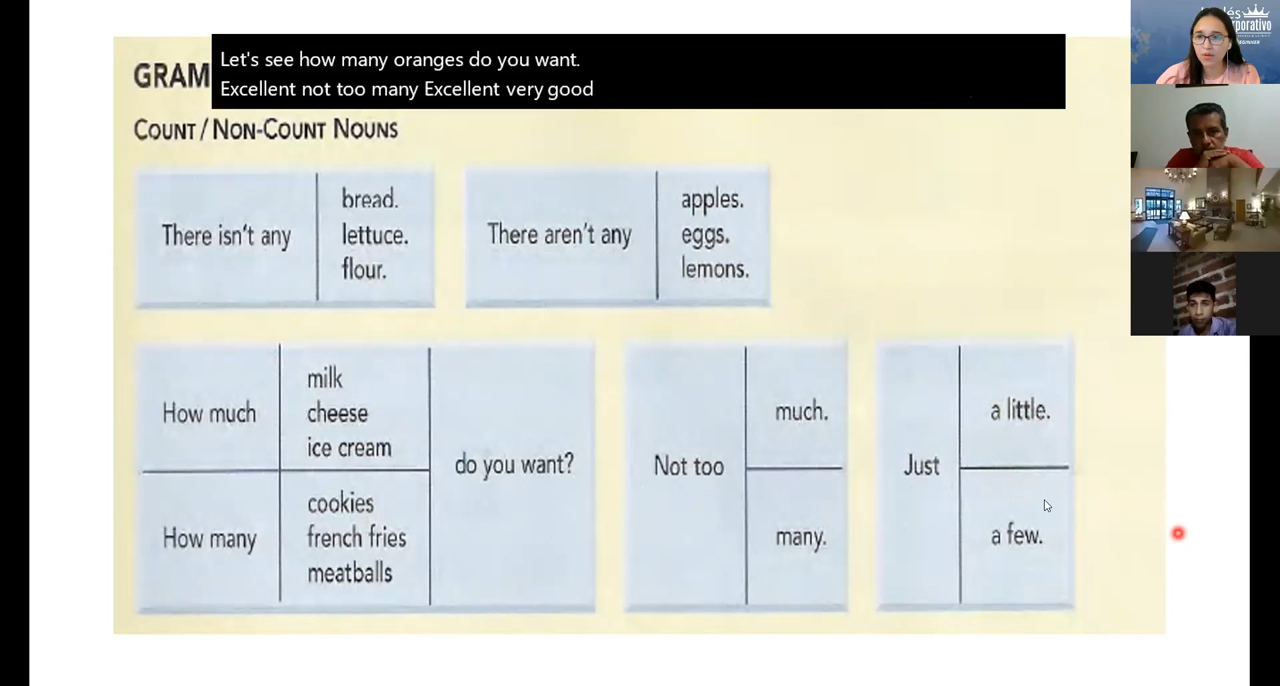 Let's see how many oranges do you want.
Excellent not too many Excellent very good
GRAM
COUNT / NON-COUNT NOUNS
There isn't any
bread.
lettuce.
flour.
There aren't any
apples.
eggs.
lemons.
How much
milk
cheese
ice cream
How many
cookies
french fries
meatballs
do you want?
Not too
much.
many.
Just
a little.
a few.